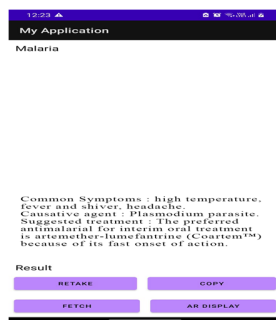 12:23
My Application
Malaria
Common Symptoms : high temperature,
fever and shiver, headache.
Causative agent : Plasmodium parasite.
Suggested treatment : The preferred
antimalarial for interim oral treatment
is artemether-lumefantrine (Coartem™)
because of its fast onset of action.
Result
RETAKE COPY
FETCH AR DISPLAY